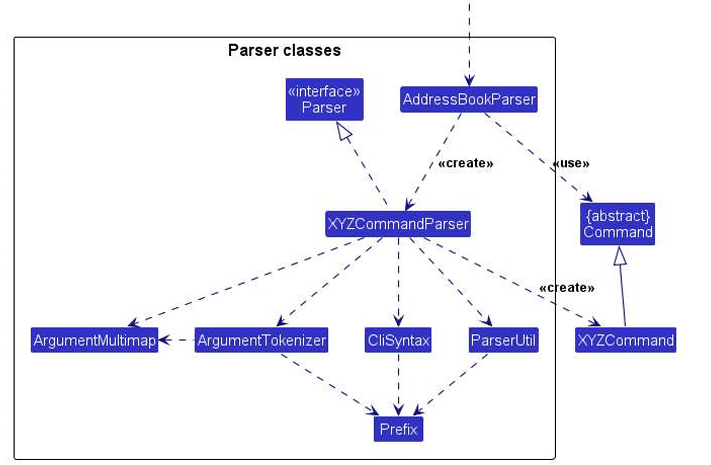 Parser classes
«interface»
Parser
AddressBookParser
«create»
«use»
XYZCommandParser
{abstract}
Command
«create»
ArgumentMultimap
ArgumentTokenizer
CliSyntax
ParserUtil
XYZCommand
Prefix